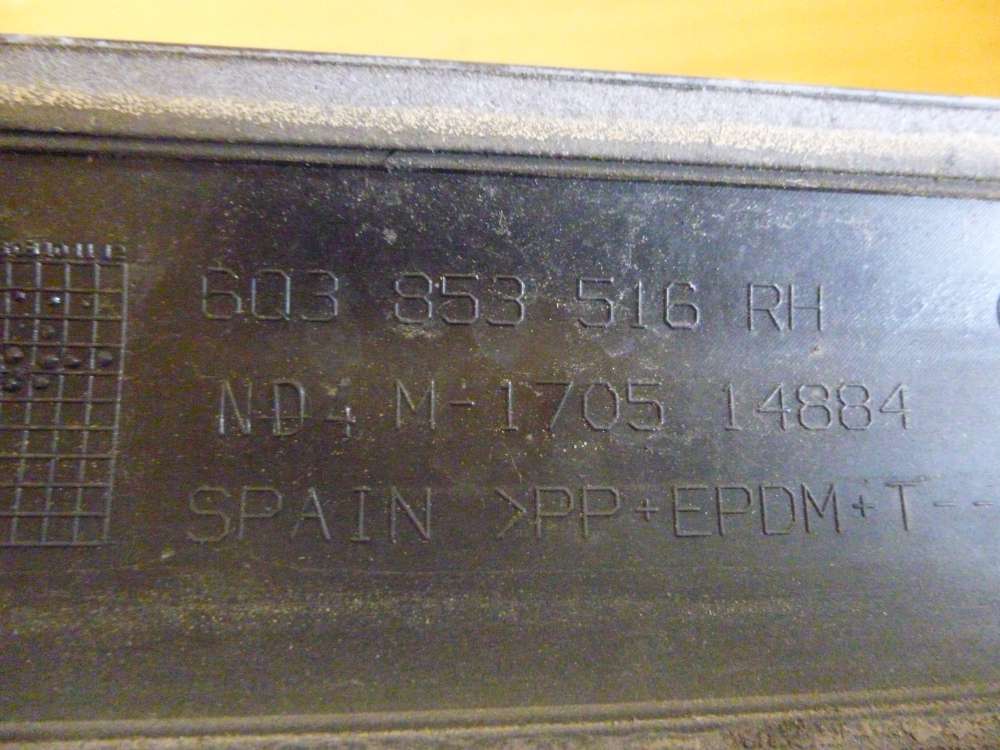 6Q3 853 516 RH
ND4 M-1705 14884
SPAIN >PP+EPDM+T--